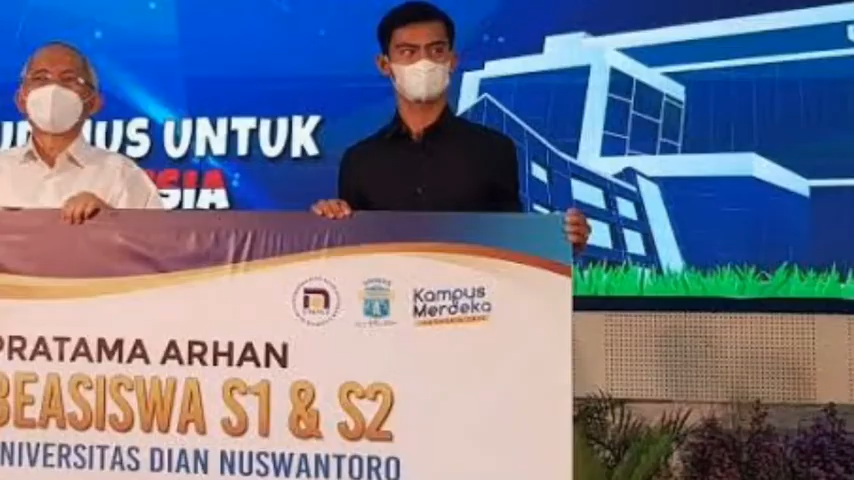 UNTUK
SIA
Kampus
Merdeka
PRATAMA ARHAN
BEASISWA S1 & S2
UNIVERSITAS DIAN NUSWANTORO